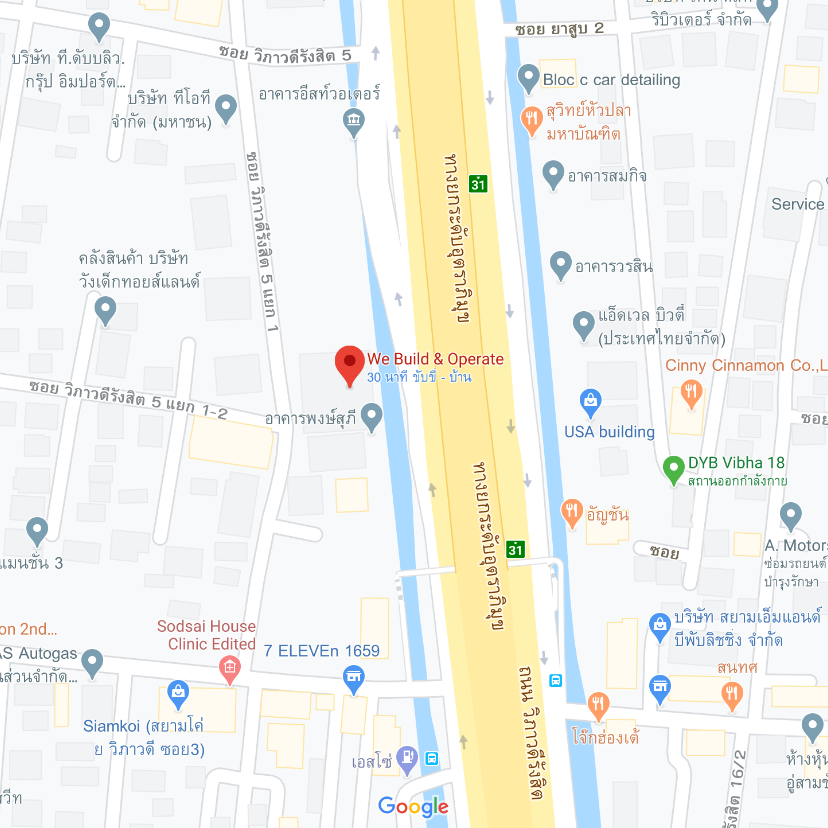 ซอย วิภาวดีรังสิต 5
ซอย ยาสูบ 2
ริบิวเตอร์ จำกัด
บริษัท ที.ดับบลิว.
กรุ๊ป อิมปอร์ต...
บริษัท ทีโอที
จำกัด (มหาชน)
อาคารอีสท์วอเตอร์
Bloc c car detailing
สุวิทย์หัวปลา
มหาบัณฑิต
31
อาคารสมกิจ
Service
ทางยกระดับอุตราภิมุข
ซอย วิภาวดีรังสิต 5 แยก 1
คลังสินค้า บริษัท
วังเด็กทอยส์แลนด์
อาคารวรสิน
แอ็ดเวล บิวตี้
(ประเทศไทยจำกัด)
We Build & Operate
30 นาที ขับขี่ - บ้าน
Cinny Cinnamon Co.,L
ซอย วิภาวดีรังสิต 5 แยก 1-2
อาคารพงษ์สุภี
USA building
ซอย
DYB Vibha 18
สถานออกกำลังกาย
อัญชัน
ทางยกระดับอุตราภิมุข
31
ซอย
A. Motors
ซ่อมรถยนต์
บำรุงรักษา
แมนชั่น 3
on 2nd...
Sodsai House
Clinic Edited
บริษัท สยามเอ็มแอนด์
บีพับลิชชิ่ง จำกัด
AS Autogas
นส่วนจำกัด...
7 ELEVEn 1659
สนทศ
ถนน วิภาวดีรังสิต
Siamkoi (สยามโค่
ย วิภาวดี ซอย3)
โจ๊กฮ่องเต้
เอสโซ่
ห้างหุ้น
อู่สามช
รังสิต 16/2
สวีท
Google